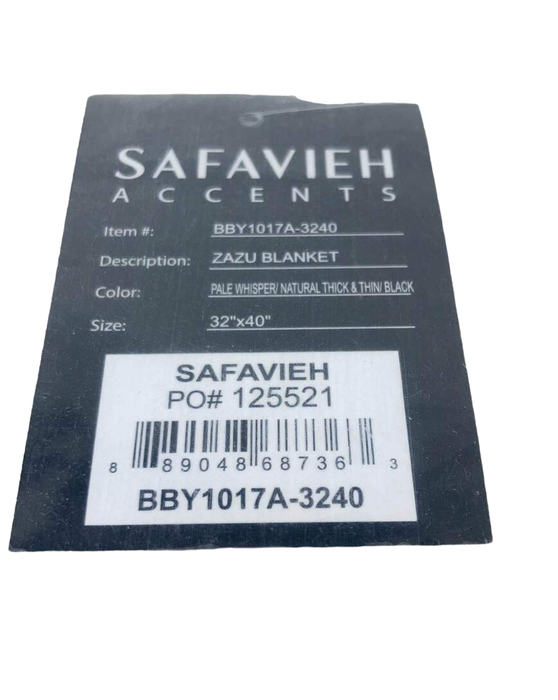 SAFAVIEH
ACCENTS
Item #: BBY1017A-3240
Description: ZAZU BLANKET
Color: PALE WHISPER/ NATURAL THICK & THIN/ BLACK
Size: 32"x40"
SAFAVIEH
PO# 125521
8 89048 68736 3
BBY1017A-3240